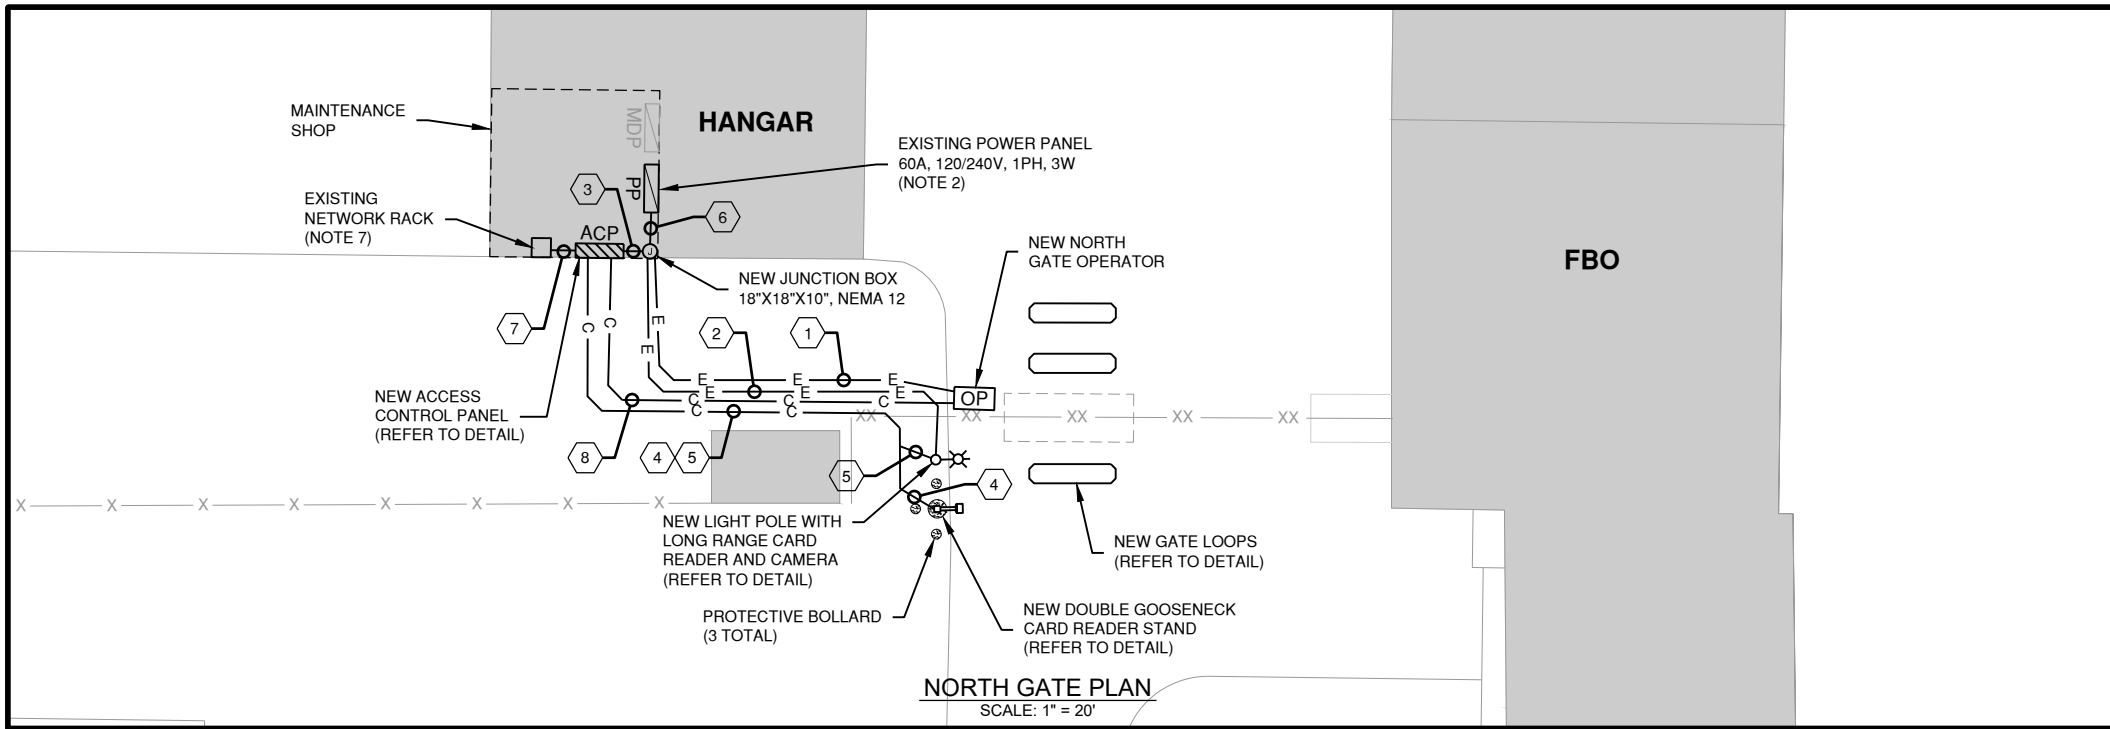 MAINTENANCE
SHOP
MDP
HANGAR
EXISTING POWER PANEL
60A, 120/240V, 1PH, 3W
(NOTE 2)
PP
3
6
EXISTING
NETWORK RACK
(NOTE 7)
ACP
J
NEW JUNCTION BOX
18"X18"X10", NEMA 12
NEW NORTH
GATE OPERATOR
FBO
7
C
C
E
E
2
1
E E E
E E E
C C C
C C
OP
NEW ACCESS
CONTROL PANEL
(REFER TO DETAIL)
XX XX XX XX XX
8
4
5
5
4
X X X X X X X X
NEW LIGHT POLE WITH
LONG RANGE CARD
READER AND CAMERA
(REFER TO DETAIL)
NEW GATE LOOPS
(REFER TO DETAIL)
PROTECTIVE BOLLARD
(3 TOTAL)
NEW DOUBLE GOOSENECK
CARD READER STAND
(REFER TO DETAIL)
NORTH GATE PLAN
SCALE: 1" = 20'